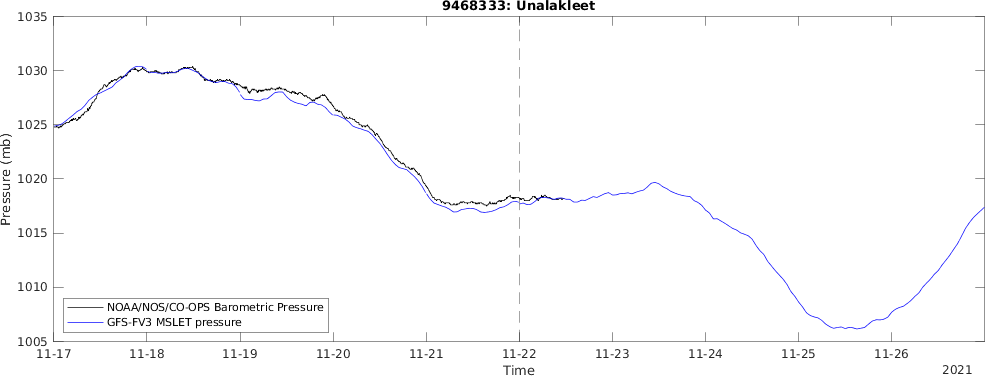 9468333: Unalakleet
Pressure (mb)
1035
1030
1025
1020
1015
1010
1005
NOAA/NOS/CO-OPS Barometric Pressure
GFS-FV3 MSLET pressure
11-17 11-18 11-19 11-20 11-21 11-22 11-23 11-24 11-25 11-26
Time
2021